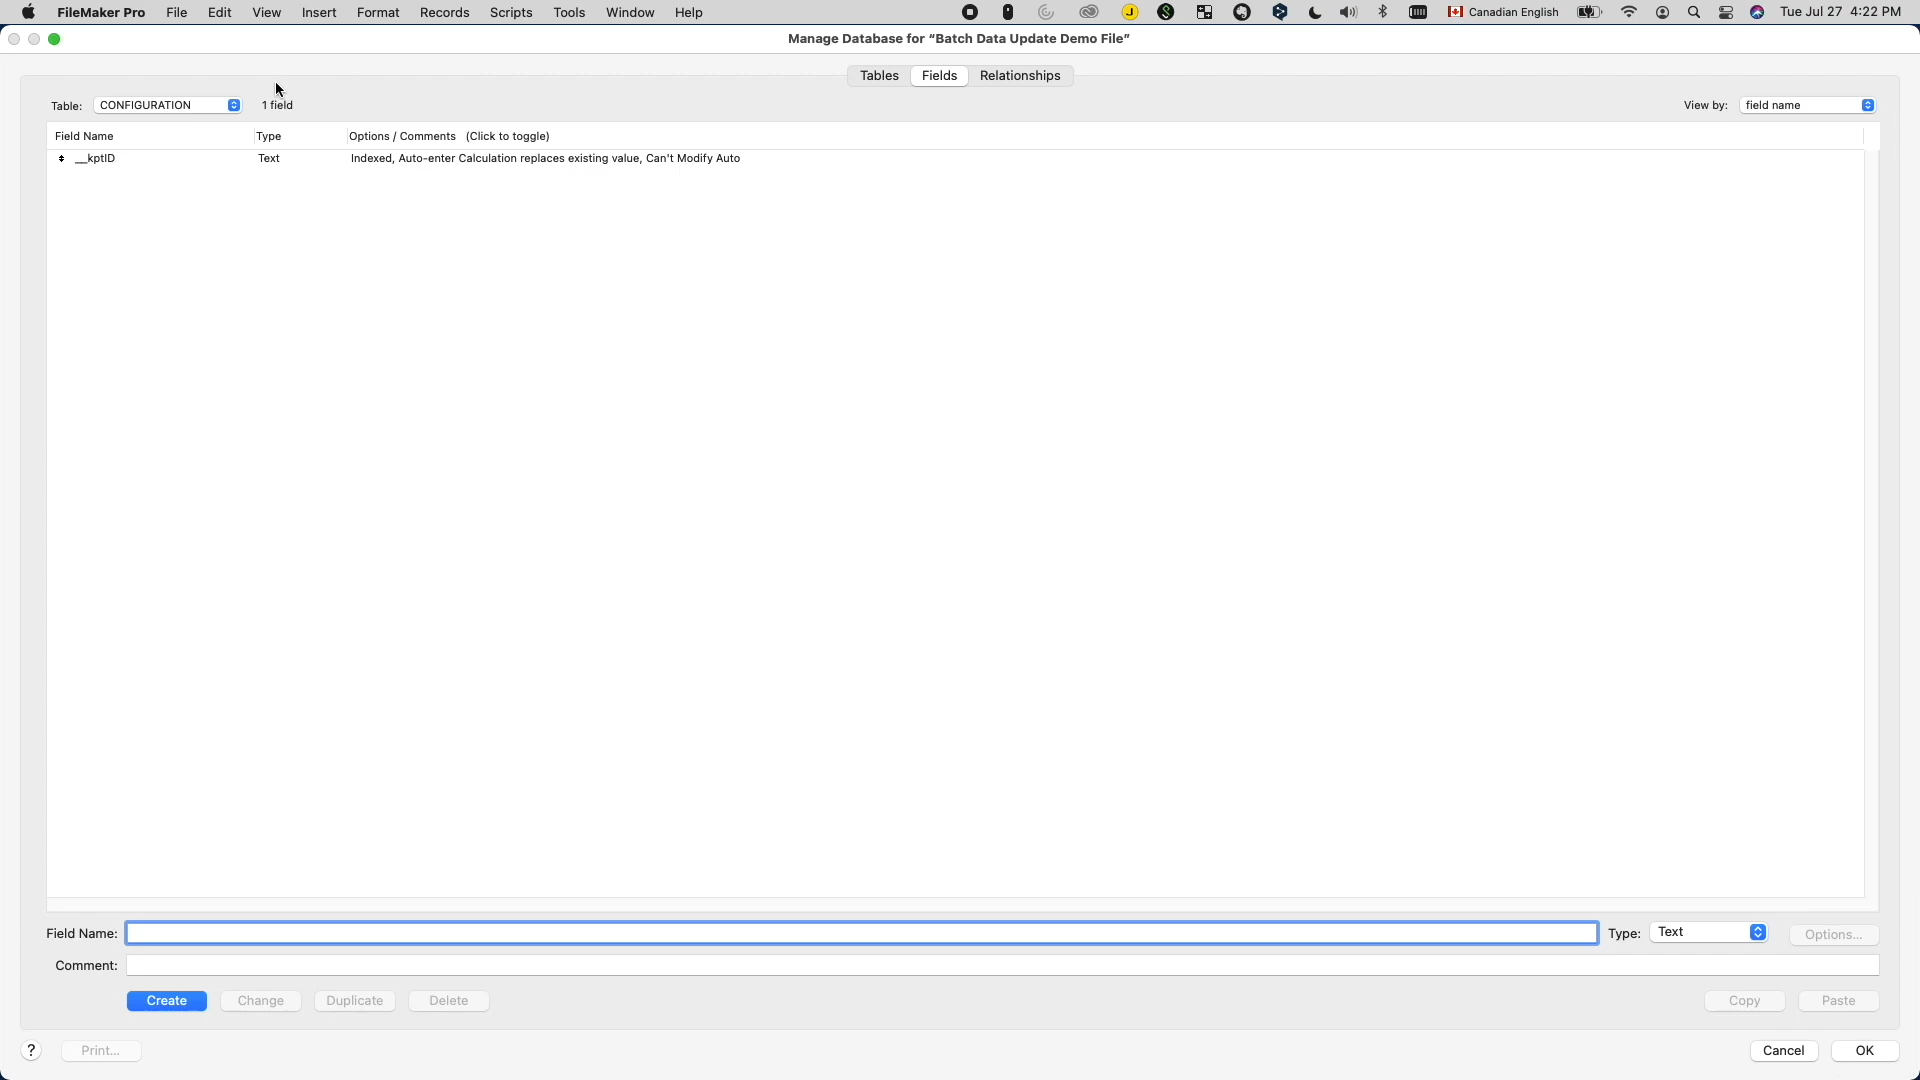 FileMaker Pro File Edit View Insert Format Records Scripts Tools Window Help Canadian English Tue Jul 27 4:22 PM
Manage Database for “Batch Data Update Demo File”
Tables Fields Relationships
Table: CONFIGURATION 1 field View by: field name
Field Name Type Options / Comments (Click to toggle)
__kptID Text Indexed, Auto-enter Calculation replaces existing value, Can't Modify Auto
Field Name: Type: Text Options...
Comment:
Create Change Duplicate Delete Copy Paste
? Print... Cancel OK